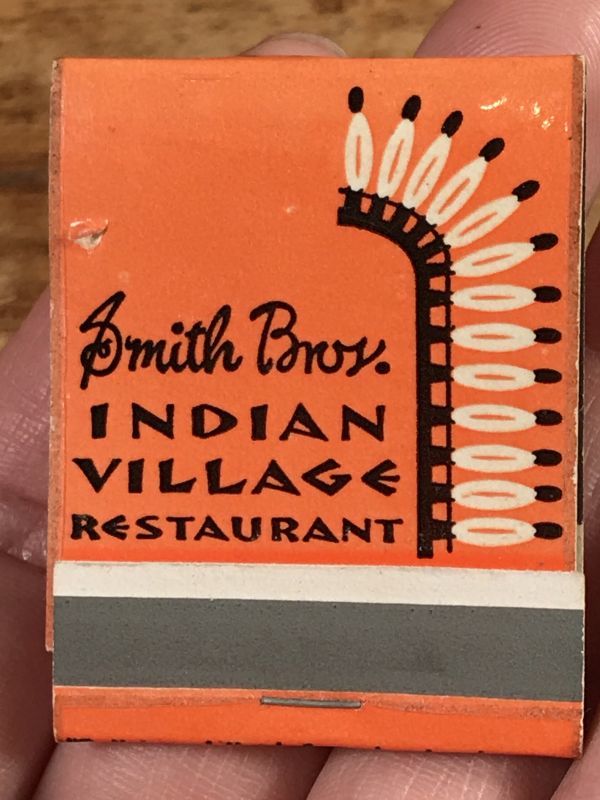 Smith Bros.
INDIAN
VILLAGE
RESTAURANT